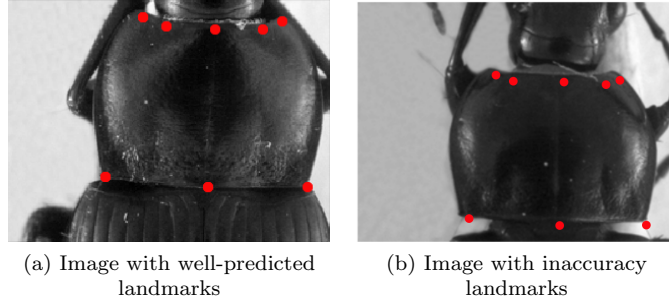 (a) Image with well-predicted
landmarks
(b) Image with inaccuracy
landmarks